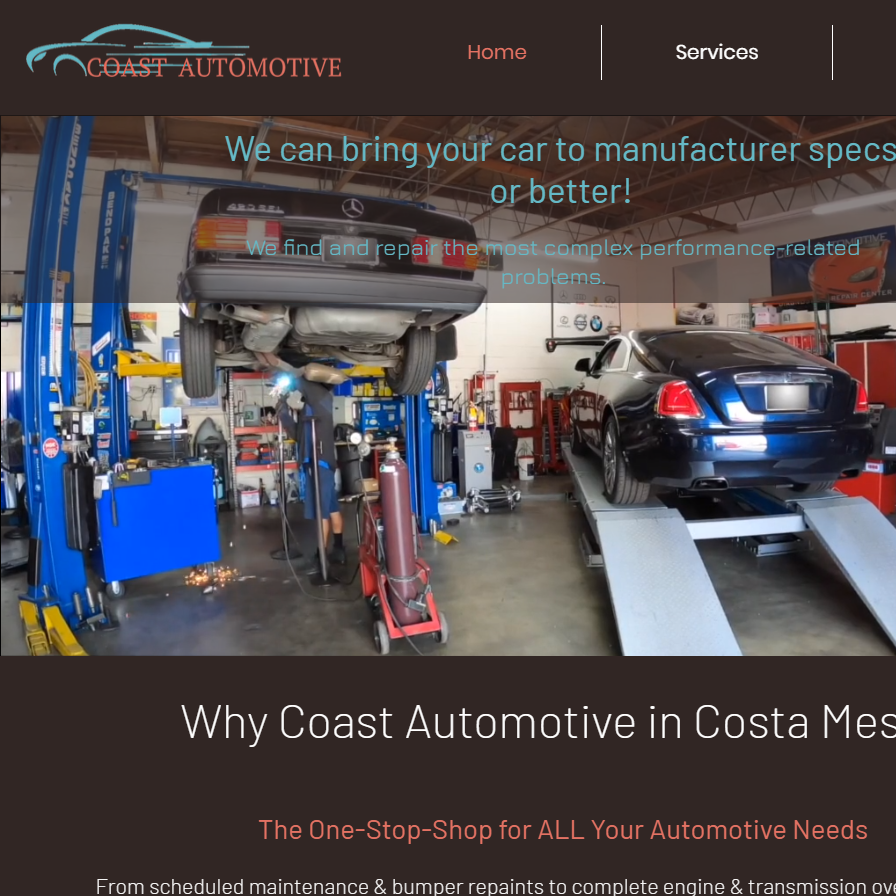 COAST AUTOMOTIVE
Home
Services
We can bring your car to manufacturer specs
or better!
We find and repair the most complex performance-related
problems.
BENDPAK
Why Coast Automotive in Costa Mes
The One-Stop-Shop for ALL Your Automotive Needs
From scheduled maintenance & bumper repaints to complete engine & transmission ove